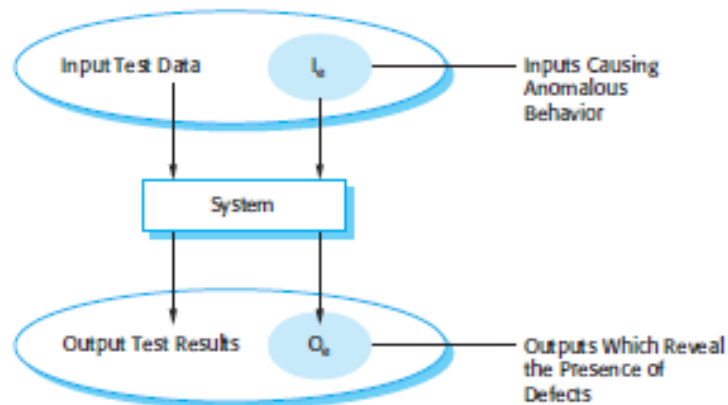 Input Test Data
Iₑ
Inputs Causing
Anomalous
Behavior
System
Output Test Results
Oₑ
Outputs Which Reveal
the Presence of
Defects